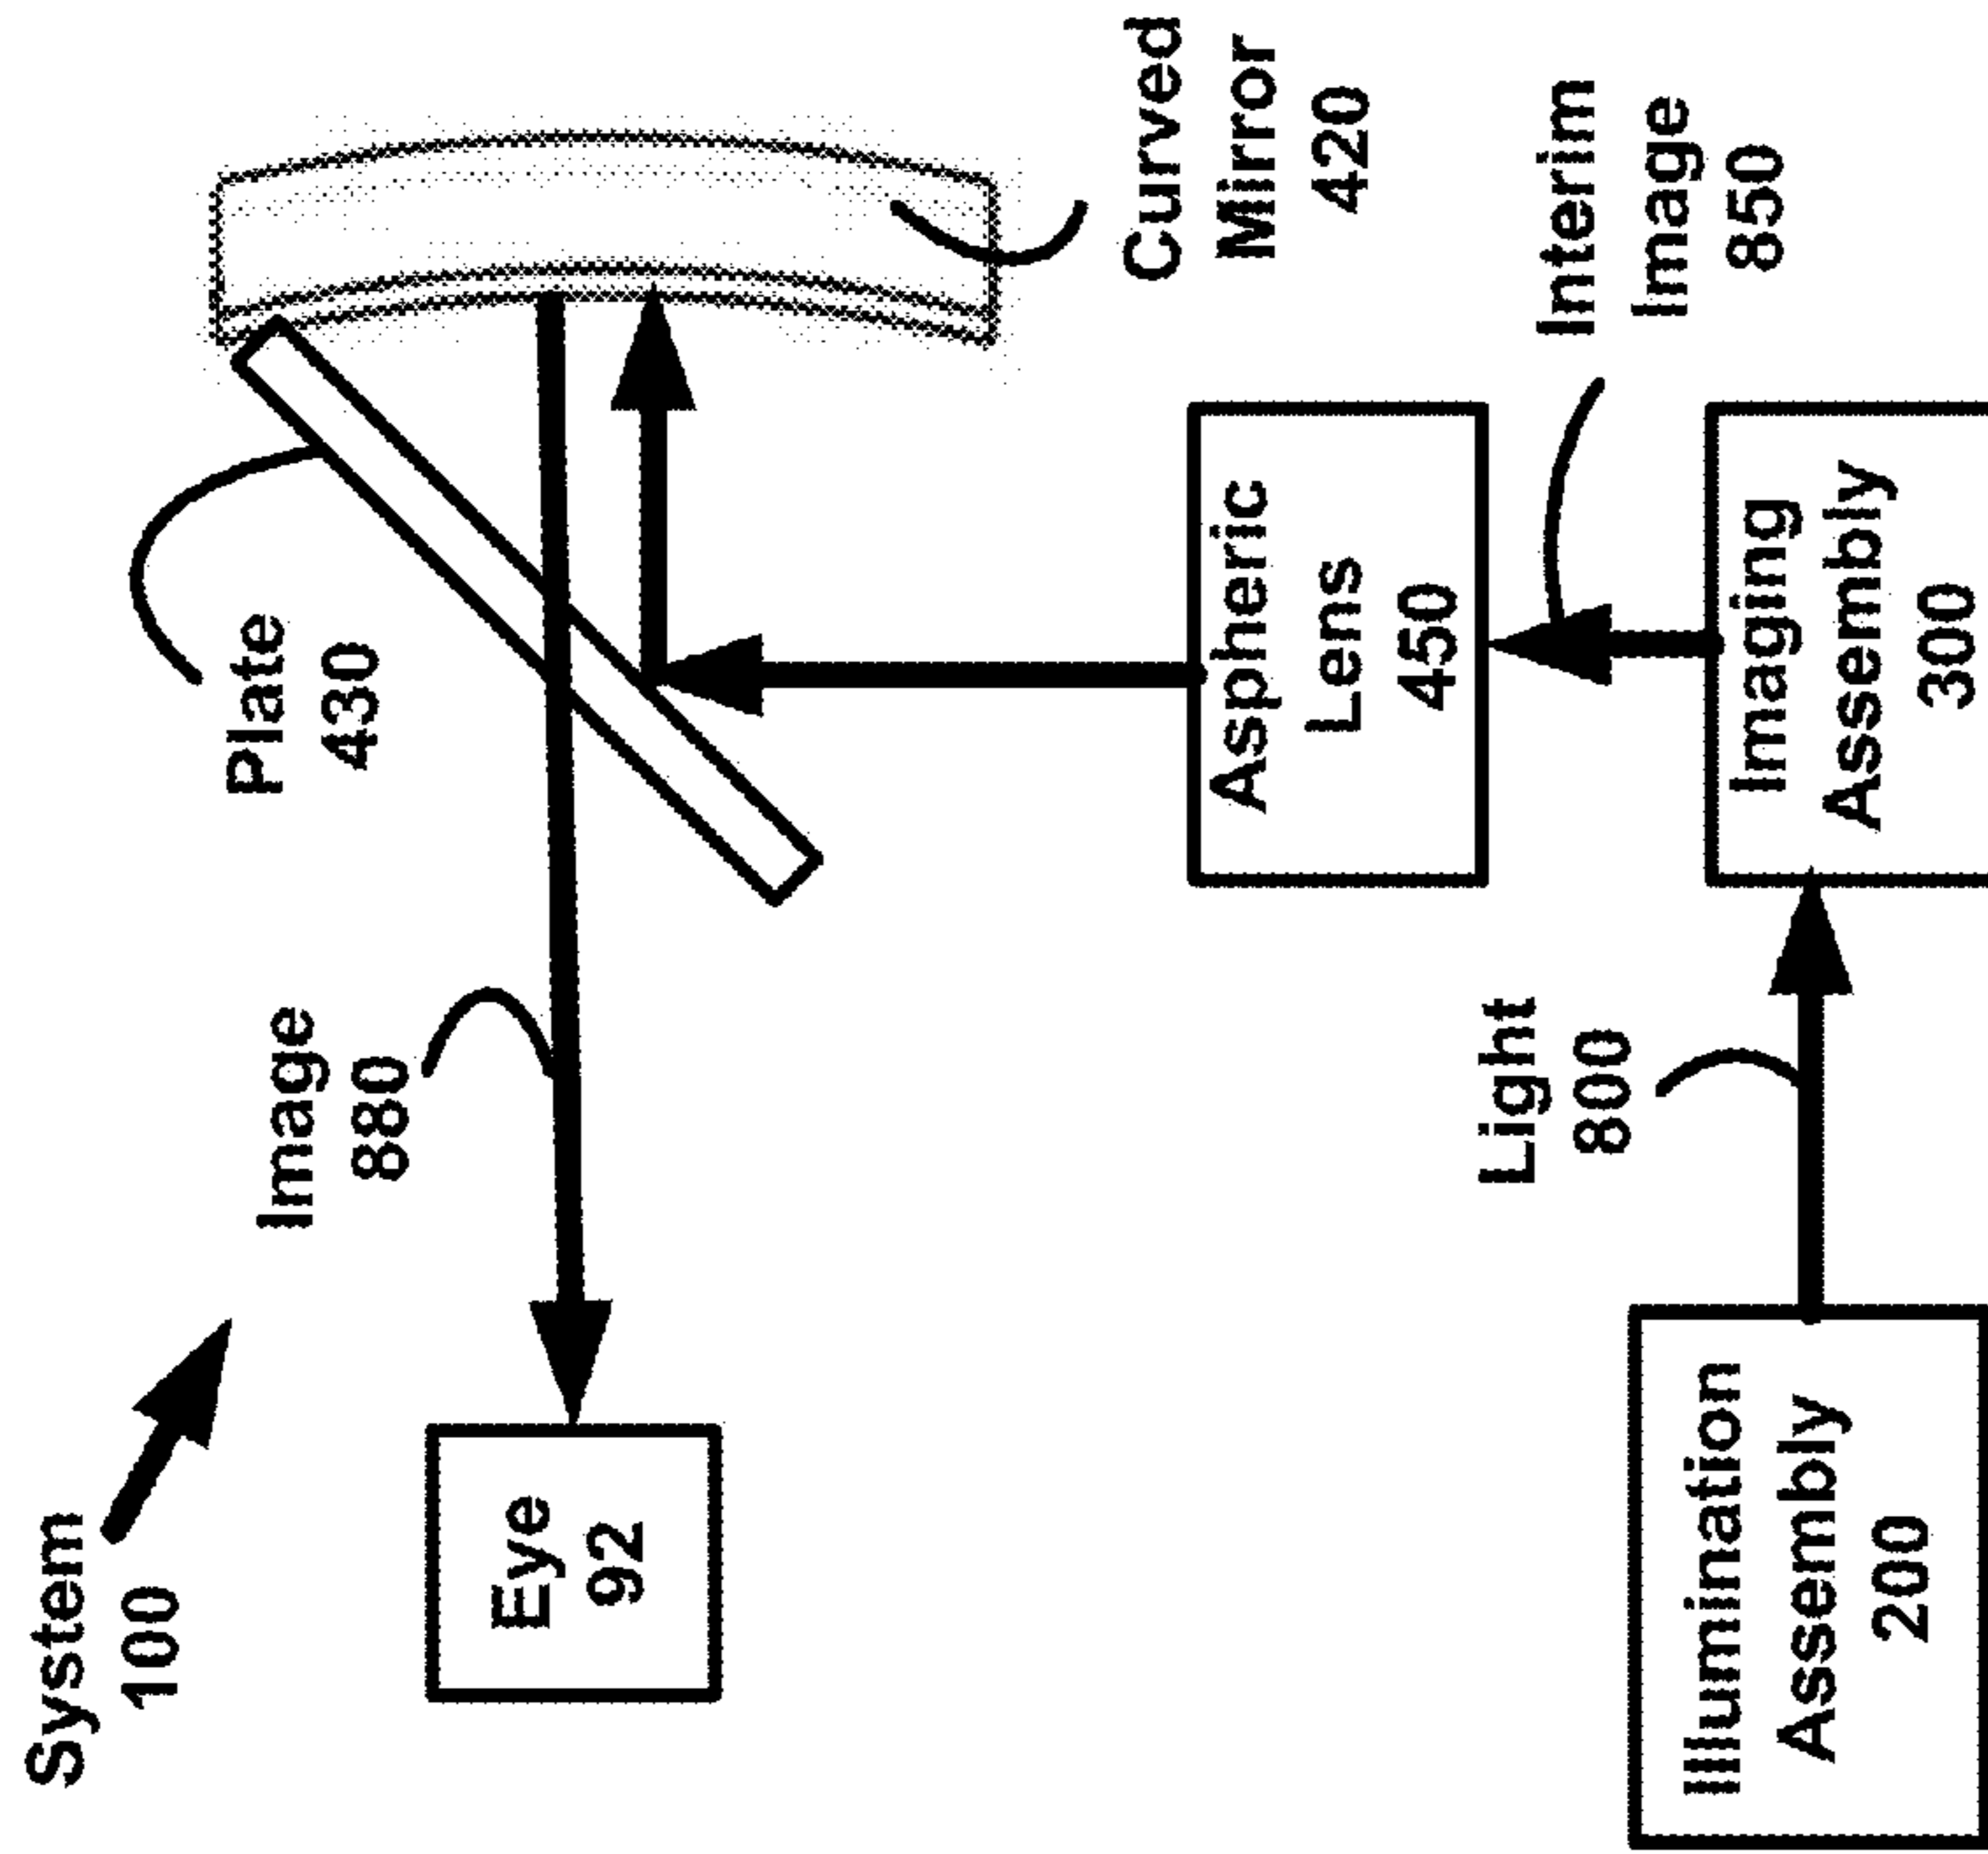 System
100
Image
880
Plate
430
Eye
92
Curved
Mirror
420
Aspheric
Lens
450
Interim
Image
850
Light
800
Illumination
Assembly
200
Imaging
Assembly
300